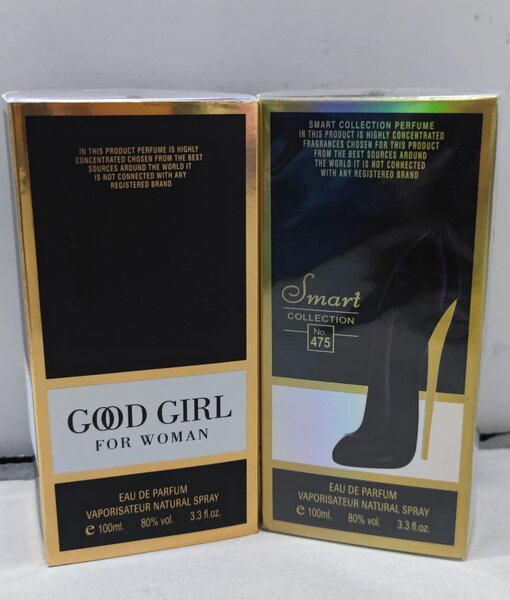 IN THIS PRODUCT PERFUME IS HIGHLY
CONCENTRATED CHOSEN FROM THE BEST
SOURCES AROUND THE WORLD IT
IS NOT CONNECTED WITH ANY
REGISTERED BRAND
GOOD GIRL
FOR WOMAN
EAU DE PARFUM
VAPORISATEUR NATURAL SPRAY
e 100ml. 80% vol. 3.3 fl.oz.
SMART COLLECTION PERFUME
IN THIS PRODUCT IS HIGHLY CONCENTRATED
FRAGRANCES CHOSEN FOR THIS PRODUCT
FROM THE BEST SOURCES AROUND
THE WORLD IT IS NOT CONNECTED
WITH ANY REGISTERED BRAND
Smart
COLLECTION
No.
475
EAU DE PARFUM
VAPORISATEUR NATURAL SPRAY
e 100ml. 80% vol. 3.3 fl.oz.